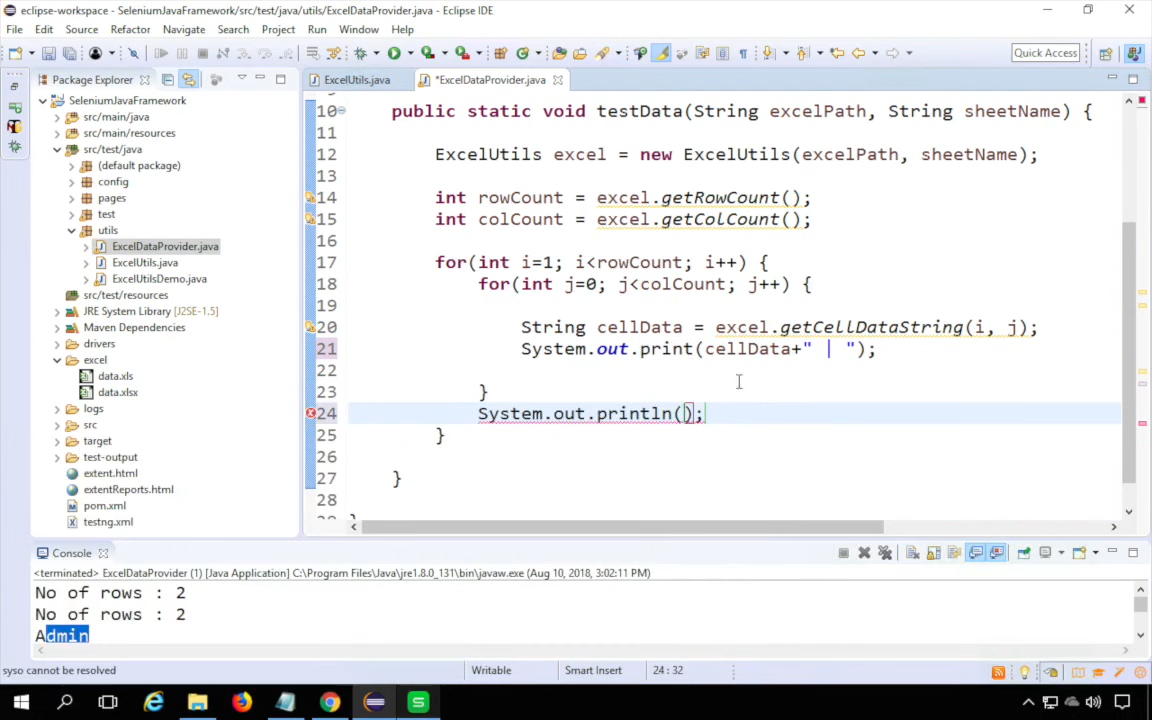 eclipse-workspace - SeleniumJavaFramework/src/test/java/utils/ExcelDataProvider.java - Eclipse IDE
File Edit Source Refactor Navigate Search Project Run Window Help
Quick Access
Package Explorer
ExcelUtils.java
*ExcelDataProvider.java
SeleniumJavaFramework
src/main/java
src/main/resources
src/test/java
(default package)
config
pages
test
utils
ExcelDataProvider.java
ExcelUtils.java
ExcelUtilsDemo.java
src/test/resources
JRE System Library [J2SE-1.5]
Maven Dependencies
drivers
excel
data.xls
data.xlsx
logs
src
target
test-output
extent.html
extentReports.html
pom.xml
testng.xml
10 public static void testData(String excelPath, String sheetName) {
11
12 ExcelUtils excel = new ExcelUtils(excelPath, sheetName);
13
14 int rowCount = excel.getRowCount();
15 int colCount = excel.getColCount();
16
17 for(int i=1; i<rowCount; i++) {
18 for(int j=0; j<colCount; j++) {
19
20 String cellData = excel.getCellDataString(i, j);
21 System.out.print(cellData+" | ");
22
23 }
24 System.out.println();
25 }
26
27 }
28
Console
<terminated> ExcelDataProvider (1) [Java Application] C:\Program Files\Java\jre1.8.0_131\bin\javaw.exe (Aug 10, 2018, 3:02:11 PM)
No of rows : 2
No of rows : 2
Admin
syso cannot be resolved
Writable
Smart Insert
24 : 32